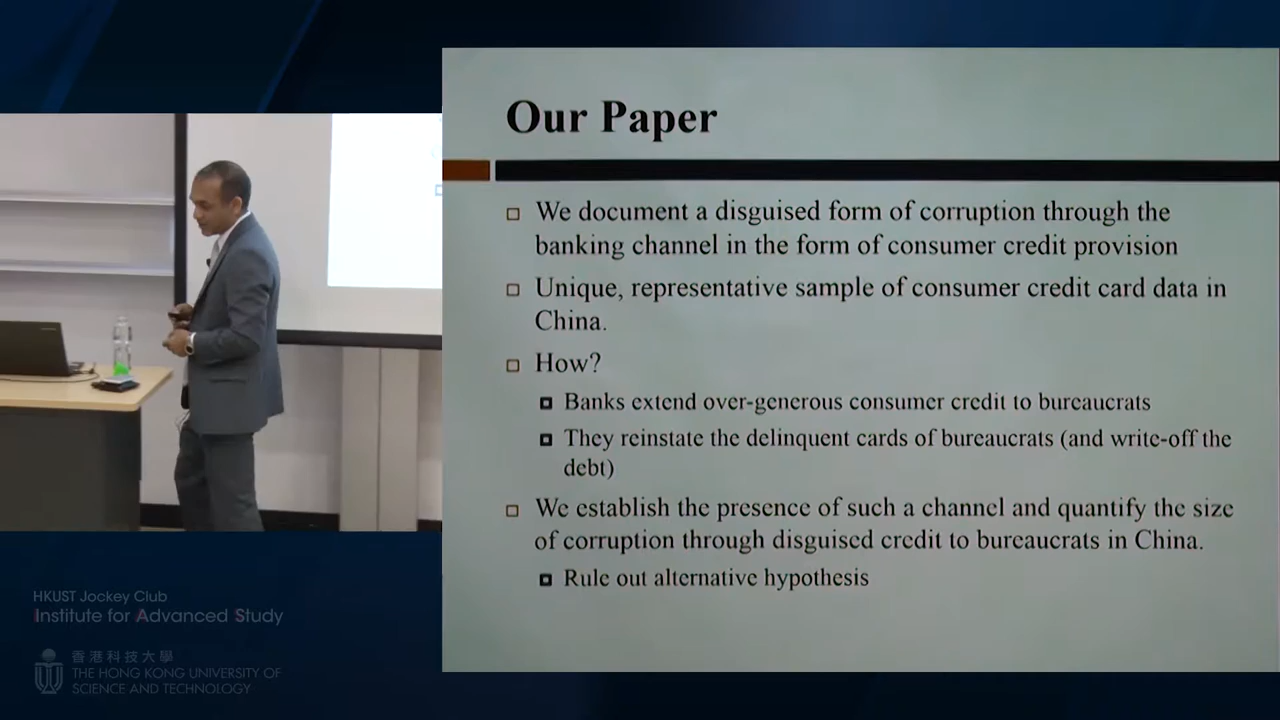 Our Paper
We document a disguised form of corruption through the
banking channel in the form of consumer credit provision
Unique, representative sample of consumer credit card data in
China.
How?
Banks extend over-generous consumer credit to bureaucrats
They reinstate the delinquent cards of bureaucrats (and write-off the
debt)
We establish the presence of such a channel and quantify the size
of corruption through disguised credit to bureaucrats in China.
Rule out alternative hypothesis
HKUST Jockey Club
Institute for Advanced Study
香港科技大學
THE HONG KONG UNIVERSITY OF
SCIENCE AND TECHNOLOGY